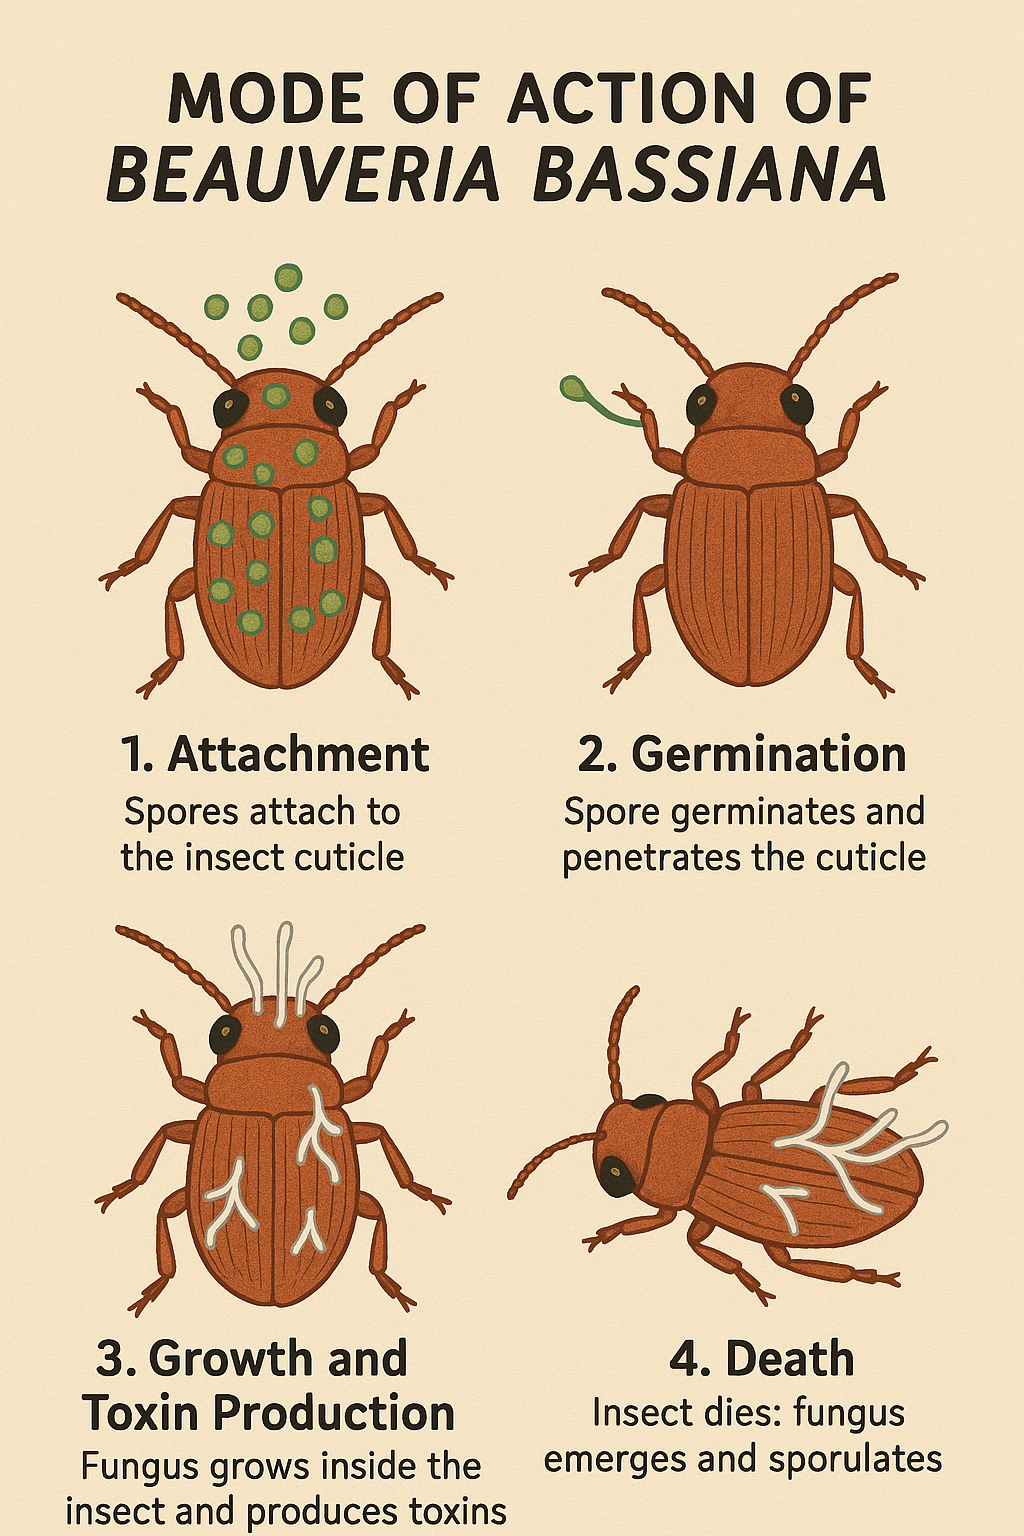 MODE OF ACTION OF
BEAUVERIA BASSIANA
1. Attachment
Spores attach to
the insect cuticle
2. Germination
Spore germinates and
penetrates the cuticle
3. Growth and
Toxin Production
Fungus grows inside the
insect and produces toxins
4. Death
Insect dies: fungus
emerges and sporulates